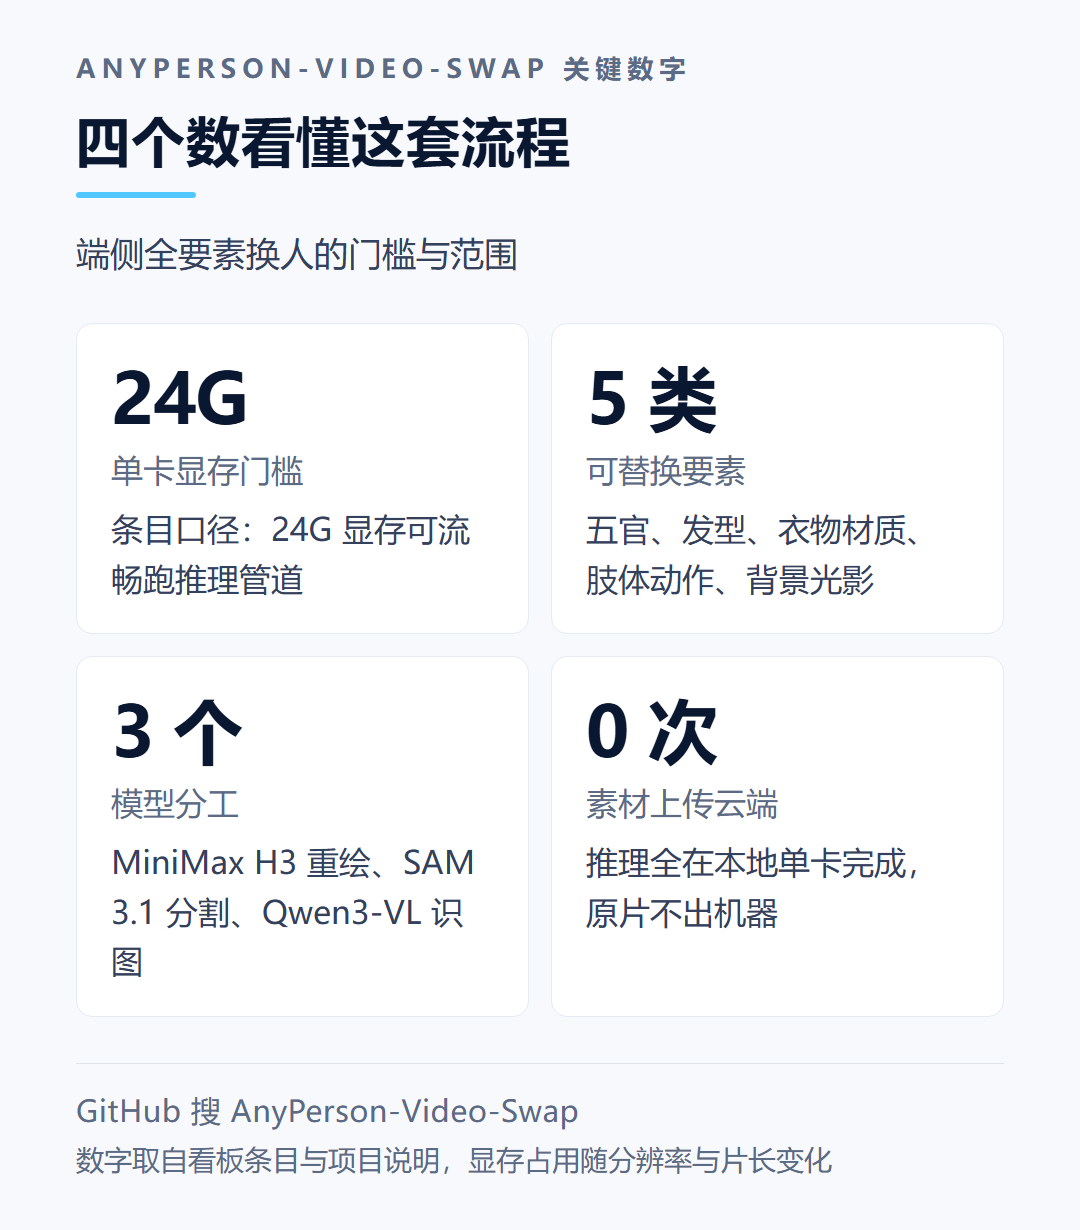 ANYPERSON-VIDEO-SWAP 关键数字
四个数看懂这套流程
端侧全要素换人的门槛与范围
24G
单卡显存门槛
条目口径：24G 显存可流
畅跑推理管道
5 类
可替换要素
五官、发型、衣物材质、
肢体动作、背景光影
3 个
模型分工
MiniMax H3 重绘、SAM
3.1 分割、Qwen3-VL 识
图
0 次
素材上传云端
推理全在本地单卡完成，
原片不出机器
GitHub 搜 AnyPerson-Video-Swap
数字取自看板条目与项目说明，显存占用随分辨率与片长变化